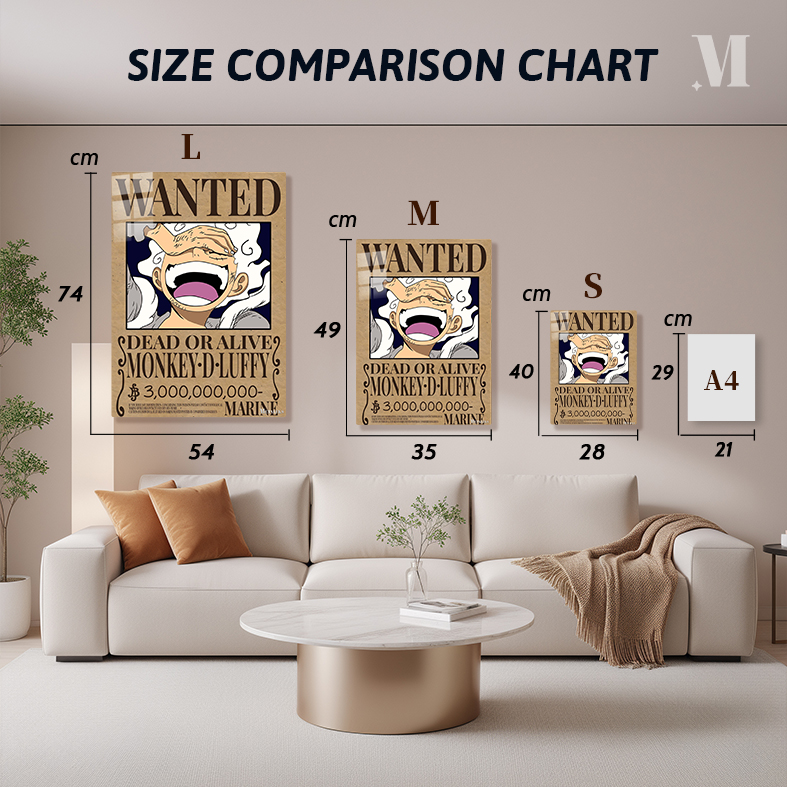 SIZE COMPARISON CHART
M
cm
L
74
54
WANTED
DEAD OR ALIVE
MONKEY·D·LUFFY
฿ 3,000,000,000-
MARINE
cm
M
49
35
WANTED
DEAD OR ALIVE
MONKEY·D·LUFFY
฿ 3,000,000,000-
MARINE
cm
S
40
28
WANTED
DEAD OR ALIVE
MONKEY·D·LUFFY
฿ 3,000,000,000-
MARINE
cm
29
A4
21